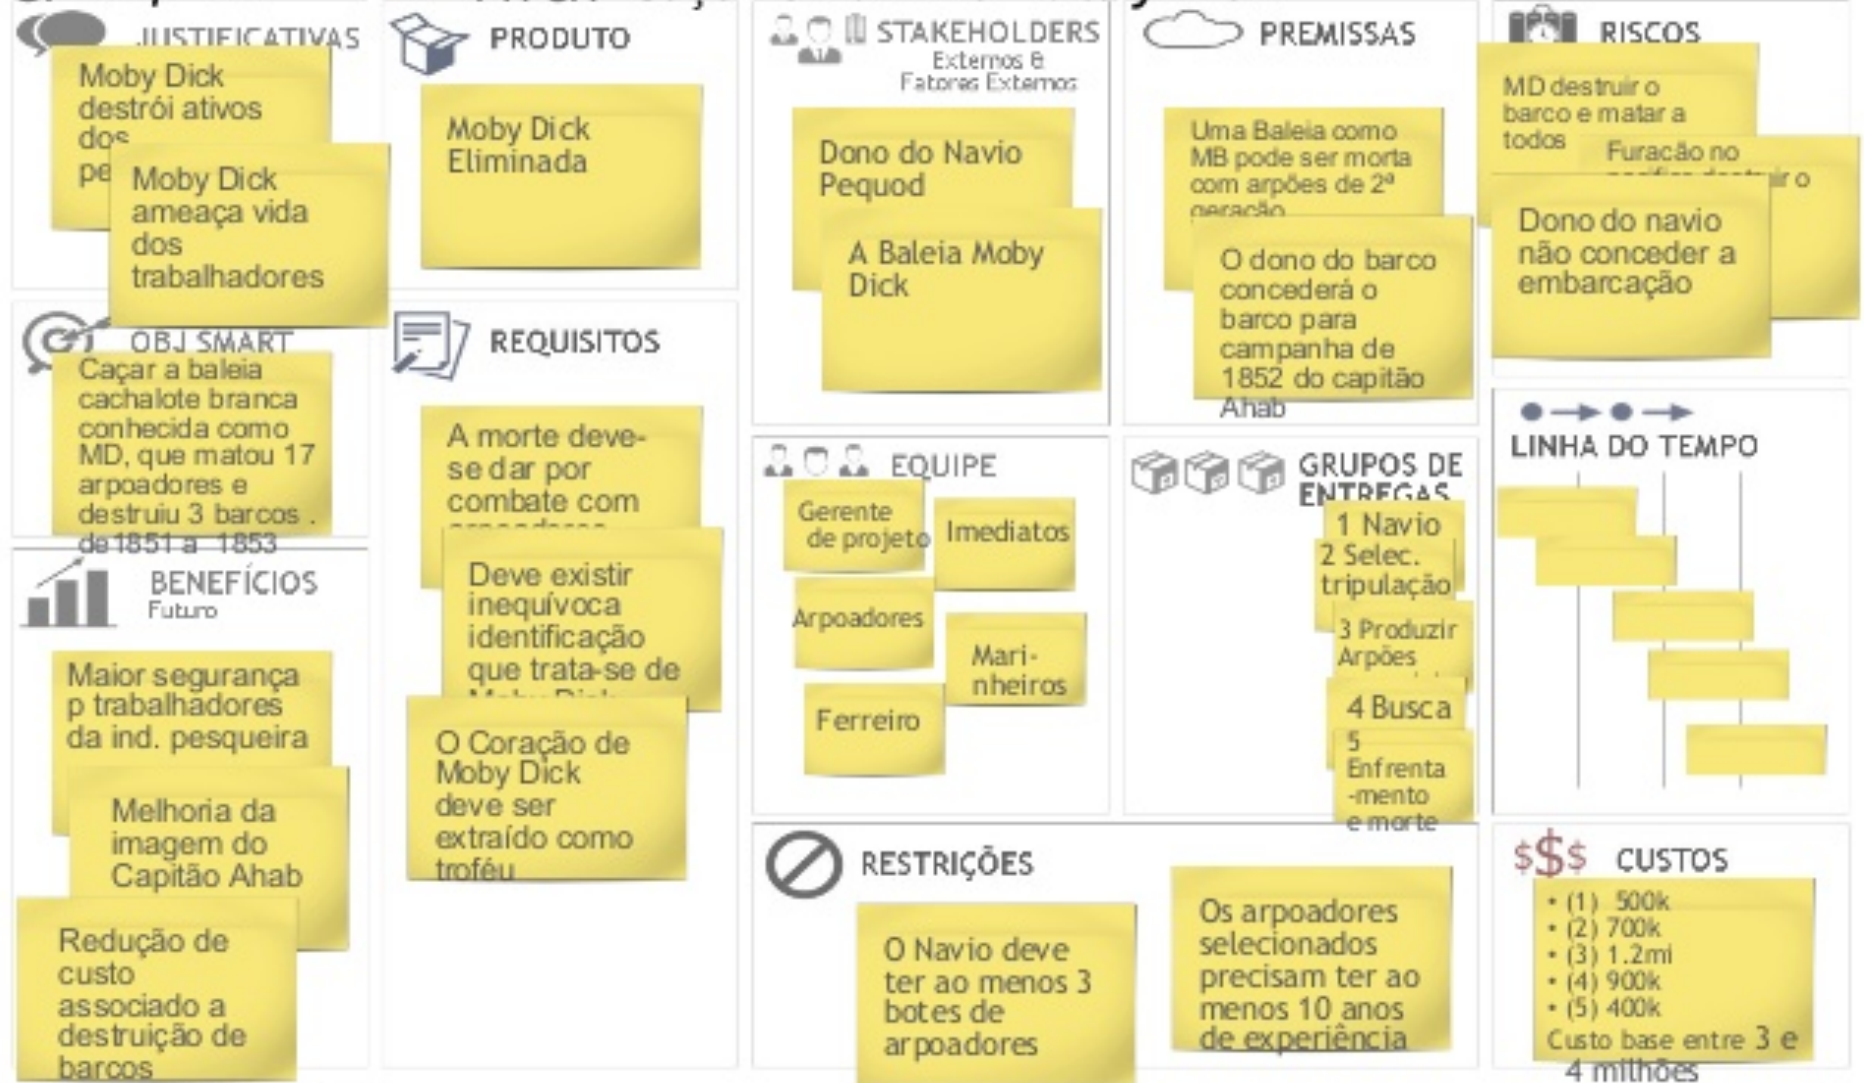 JUSTIFICATIVAS
Moby Dick
destrói ativos
dos
pe
Moby Dick
ameaça vida
dos
trabalhadores
PRODUTO
Moby Dick
Eliminada
STAKEHOLDERS
Externos &
Fatores Externos
Dono do Navio
Pequod
A Baleia Moby
Dick
PREMISSAS
Uma Baleia como
MB pode ser morta
com arpões de 2ª
geração
O dono do barco
concederá o
barco para
campanha de
1852 do capitão
Ahab
RISCOS
MD destruir o
barco e matar a
todos
Furacão no
Dono do navio
não conceder a
embarcação
OBJ SMART
Caçar a baleia
cachalote branca
conhecida como
MD, que matou 17
arpoadores e
destruiu 3 barcos .
de 1851 a 1853
REQUISITOS
A morte deve-
se dar por
combate com
arpoadores
Deve existir
inequívoca
identificação
que trata-se de
Moby Dick
O Coração de
Moby Dick
deve ser
extraído como
troféu
BENEFÍCIOS
Futuro
Maior segurança
p trabalhadores
da ind. pesqueira
Melhoria da
imagem do
Capitão Ahab
Redução de
custo
associado a
destruição de
barcos
EQUIPE
Gerente
de projeto
Imediatos
Arpoadores
Mari-
nheiros
Ferreiro
GRUPOS DE
ENTREGAS
1 Navio
2 Selec.
tripulação
3 Produzir
Arpões
4 Busca
5
Enfrenta
-mento
e morte
LINHA DO TEMPO
RESTRIÇÕES
O Navio deve
ter ao menos 3
botes de
arpoadores
Os arpoadores
selecionados
precisam ter ao
menos 10 anos
de experiência
$$$ CUSTOS
• (1) 500k
• (2) 700k
• (3) 1.2mi
• (4) 900k
• (5) 400k
Custo base entre 3 e
4 milhões